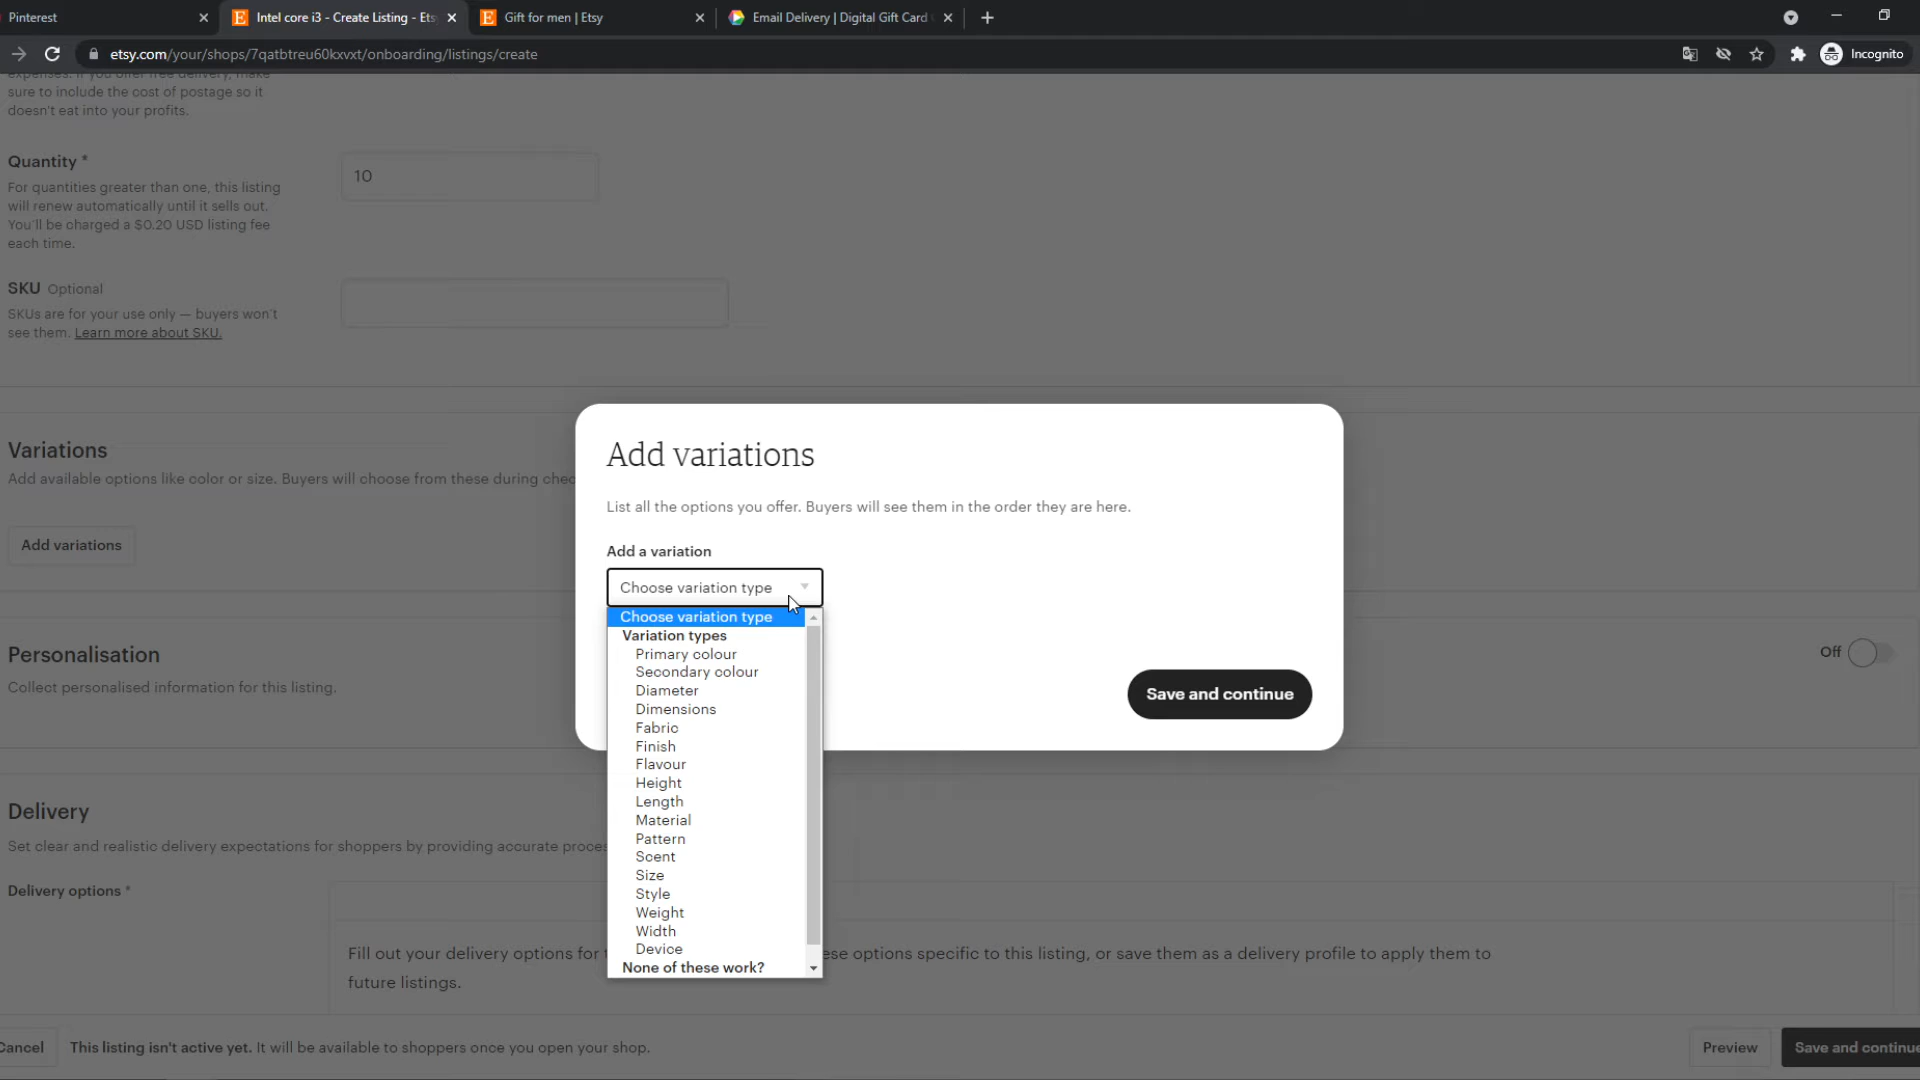 Pinterest
Intel core i3 - Create Listing - Ets
Gift for men | Etsy
Email Delivery | Digital Gift Card
etsy.com/your/shops/7qatbtreu60kxvxt/onboarding/listings/create
Incognito
expenses. If you offer free delivery, make
sure to include the cost of postage so it
doesn't eat into your profits.
Quantity *
For quantities greater than one, this listing
will renew automatically until it sells out.
You'll be charged a $0.20 USD listing fee
each time.
10
SKU Optional
SKUs are for your use only — buyers won't
see them. Learn more about SKU.
Variations
Add available options like color or size. Buyers will choose from these during chec
Add variations
Personalisation
Collect personalised information for this listing.
Off
Delivery
Set clear and realistic delivery expectations for shoppers by providing accurate proce
Delivery options *
Fill out your delivery options for t ese options specific to this listing, or save them as a delivery profile to apply them to
future listings.
Add variations
List all the options you offer. Buyers will see them in the order they are here.
Add a variation
Choose variation type
Choose variation type
Variation types
Primary colour
Secondary colour
Diameter
Dimensions
Fabric
Finish
Flavour
Height
Length
Material
Pattern
Scent
Size
Style
Weight
Width
Device
None of these work?
Save and continue
Cancel
This listing isn't active yet. It will be available to shoppers once you open your shop.
Preview
Save and continue